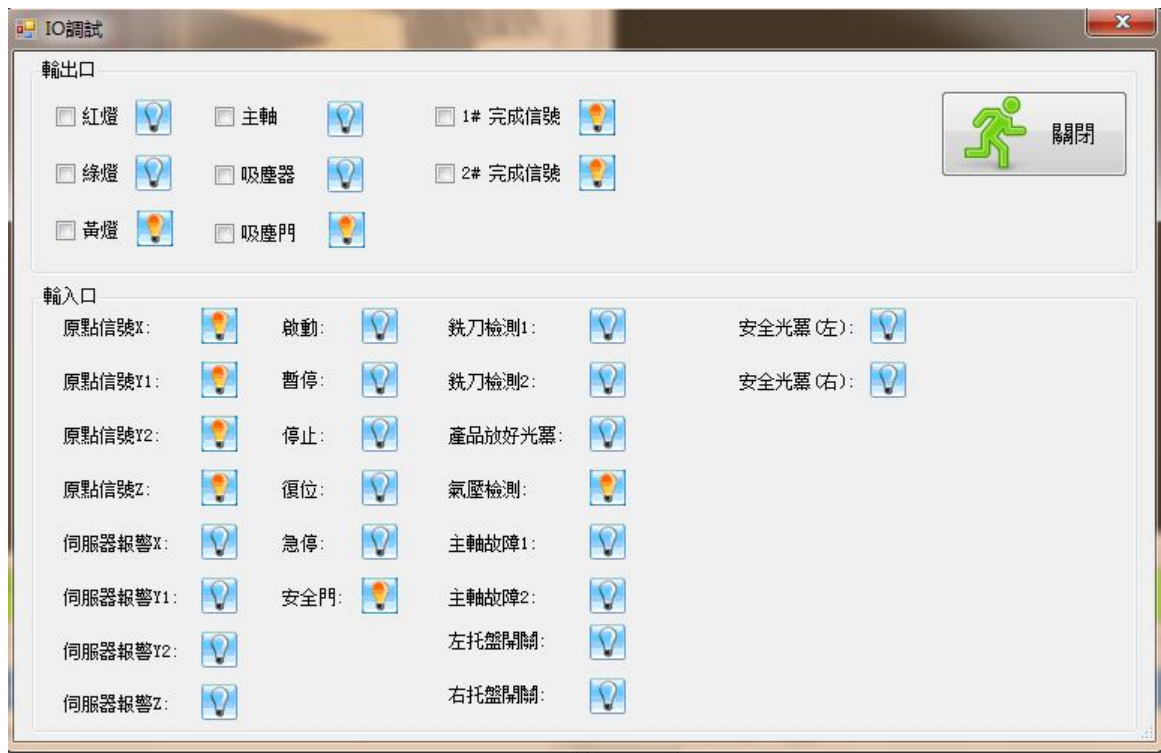 IO調試
輸出口
紅燈 主軸 1# 完成信號 關閉
綠燈 吸塵器 2# 完成信號
黃燈 吸塵門
輸入口
原點信號X: 啟動: 銑刀檢測1: 安全光幕(左):
原點信號Y1: 暫停: 銑刀檢測2: 安全光幕(右):
原點信號Y2: 停止: 產品放好光幕:
原點信號Z: 復位: 氣壓檢測:
伺服器報警X: 急停: 主軸故障1:
伺服器報警Y1: 安全門: 主軸故障2:
伺服器報警Y2: 左托盤開關:
伺服器報警Z: 右托盤開關: